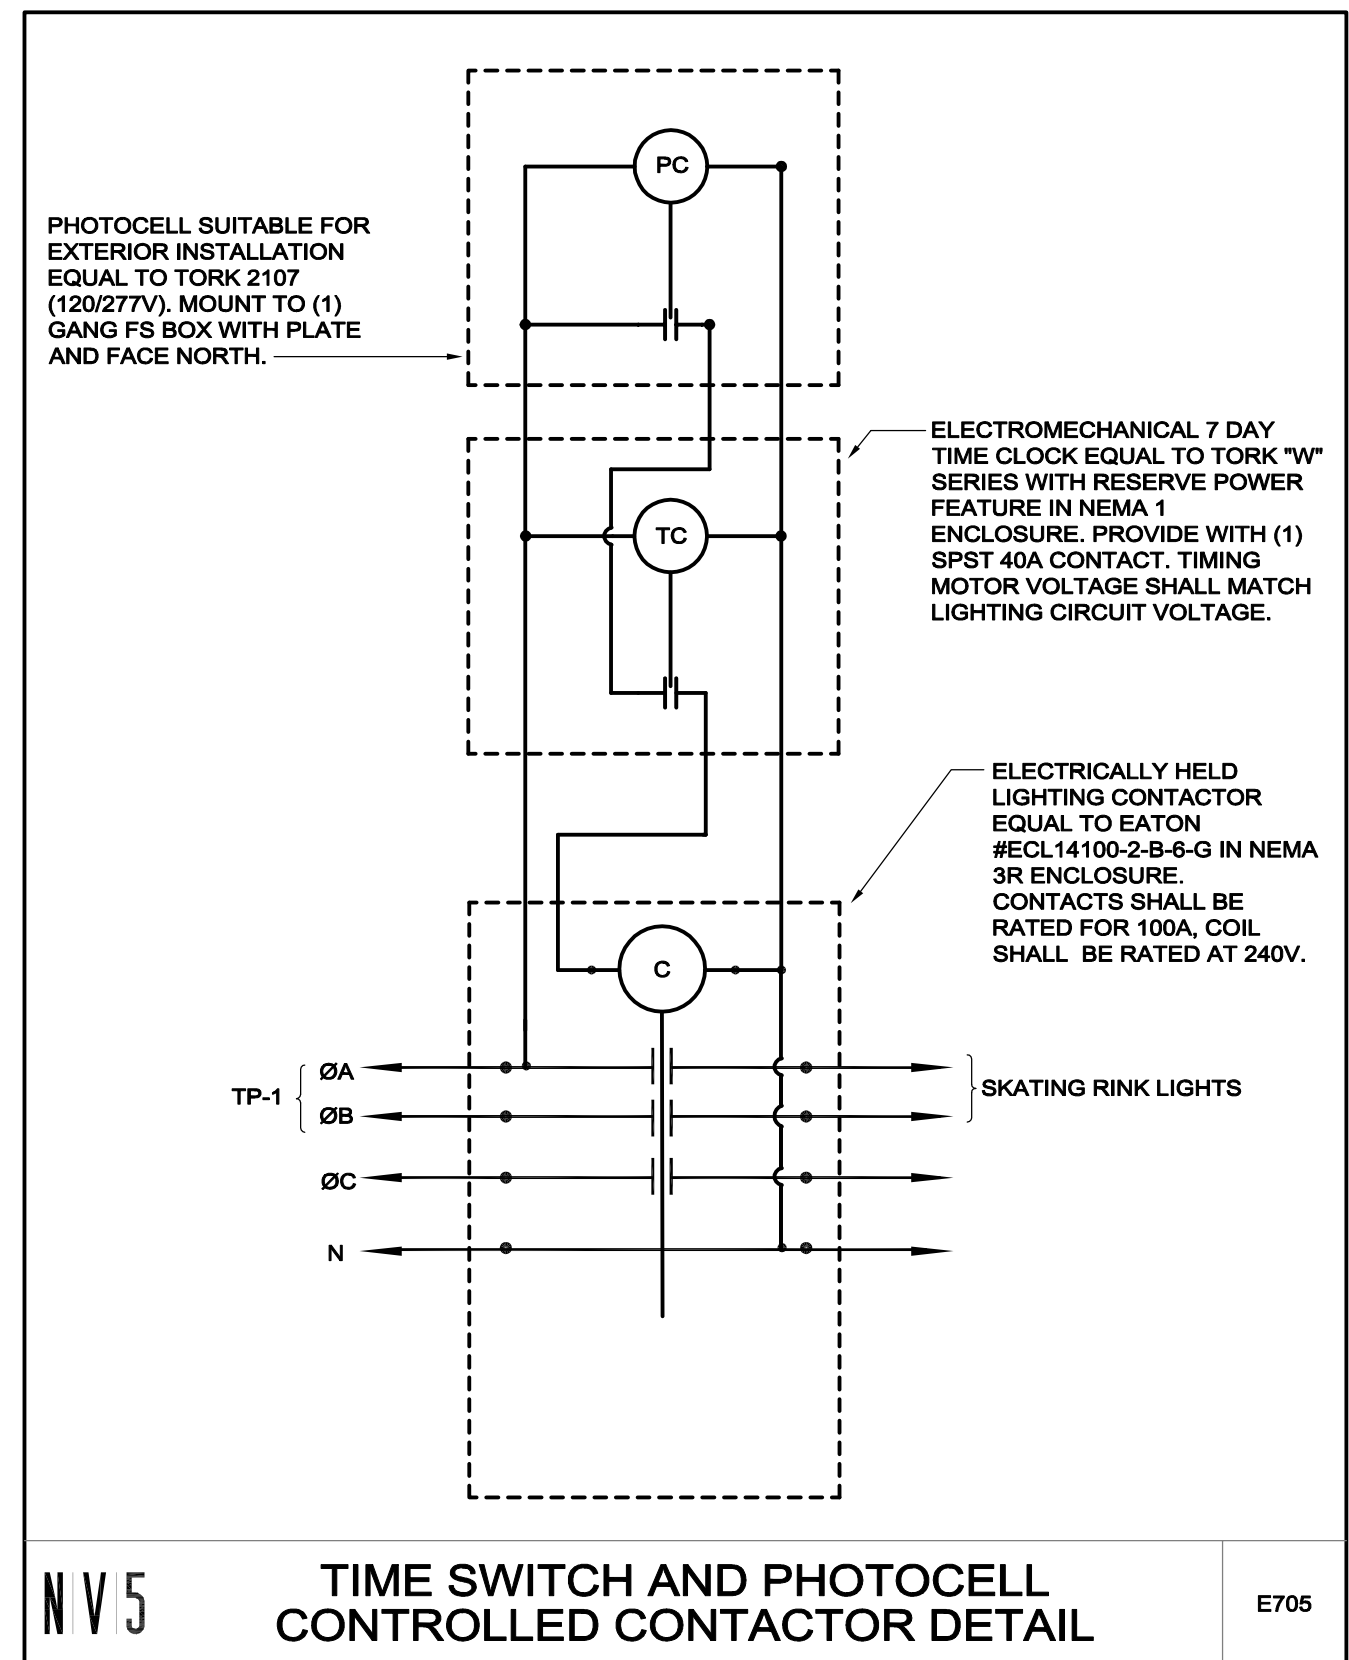 PC
PHOTOCELL SUITABLE FOR
EXTERIOR INSTALLATION
EQUAL TO TORK 2107
(120/277V). MOUNT TO (1)
GANG FS BOX WITH PLATE
AND FACE NORTH.
ELECTROMECHANICAL 7 DAY
TIME CLOCK EQUAL TO TORK "W"
SERIES WITH RESERVE POWER
FEATURE IN NEMA 1
ENCLOSURE. PROVIDE WITH (1)
SPST 40A CONTACT. TIMING
MOTOR VOLTAGE SHALL MATCH
LIGHTING CIRCUIT VOLTAGE.
TC
ELECTRICALLY HELD
LIGHTING CONTACTOR
EQUAL TO EATON
#ECL14100-2-B-6-G IN NEMA
3R ENCLOSURE.
CONTACTS SHALL BE
RATED FOR 100A, COIL
SHALL BE RATED AT 240V.
C
TP-1
ØA
ØB
ØC
N
SKATING RINK LIGHTS
N|V|5
TIME SWITCH AND PHOTOCELL
CONTROLLED CONTACTOR DETAIL
E705